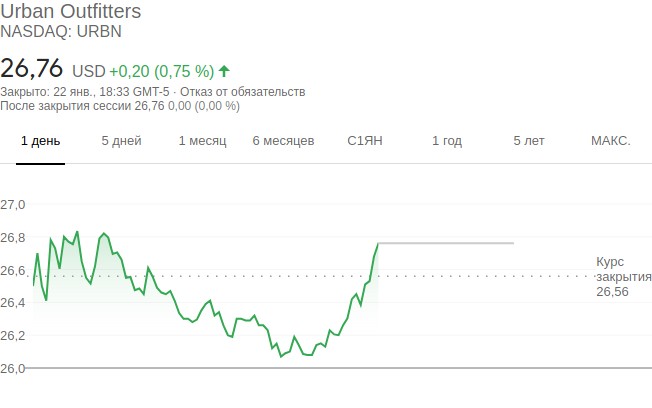 Urban Outfitters
NASDAQ: URBN
26,76 USD +0,20 (0,75 %)
Закрыто: 22 янв., 18:33 GMT-5 · Отказ от обязательств
После закрытия сессии 26,76 0,00 (0,00 %)
1 день 5 дней 1 месяц 6 месяцев С1ЯН 1 год 5 лет МАКС.
27,0
26,8
26,6
26,4
26,2
26,0
Курс
закрытия
26,56